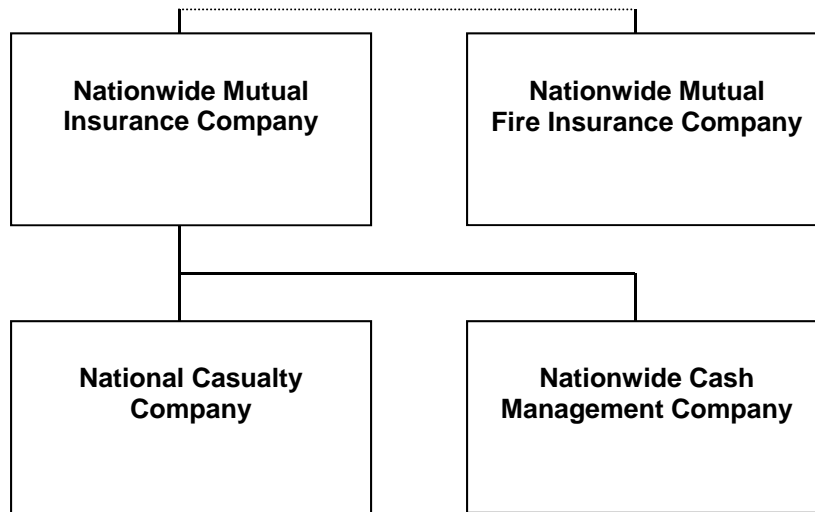 Nationwide Mutual
Insurance Company
Nationwide Mutual
Fire Insurance Company
National Casualty
Company
Nationwide Cash
Management Company